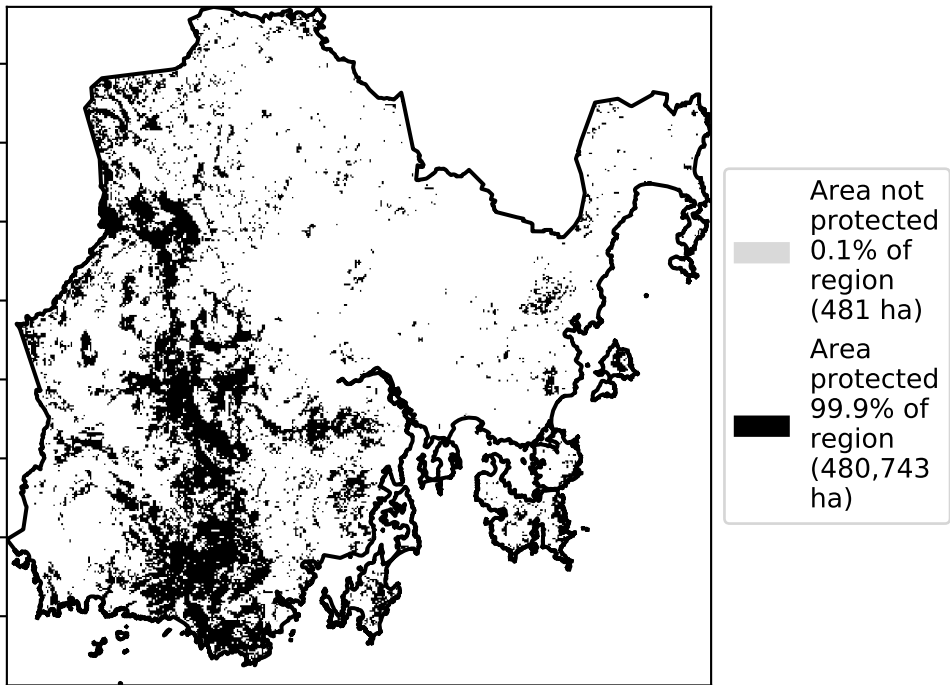 Area not
protected
0.1% of
region
(481 ha)
Area
protected
99.9% of
region
(480,743
ha)